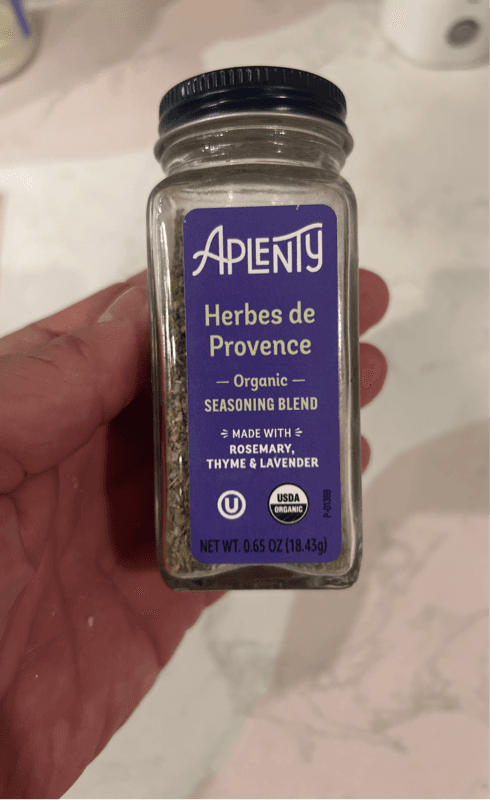 APLENTY
Herbes de
Provence
— Organic —
SEASONING BLEND
MADE WITH
ROSEMARY,
THYME & LAVENDER
U
USDA
ORGANIC
P-01388
NET WT. 0.65 OZ (18.43g)